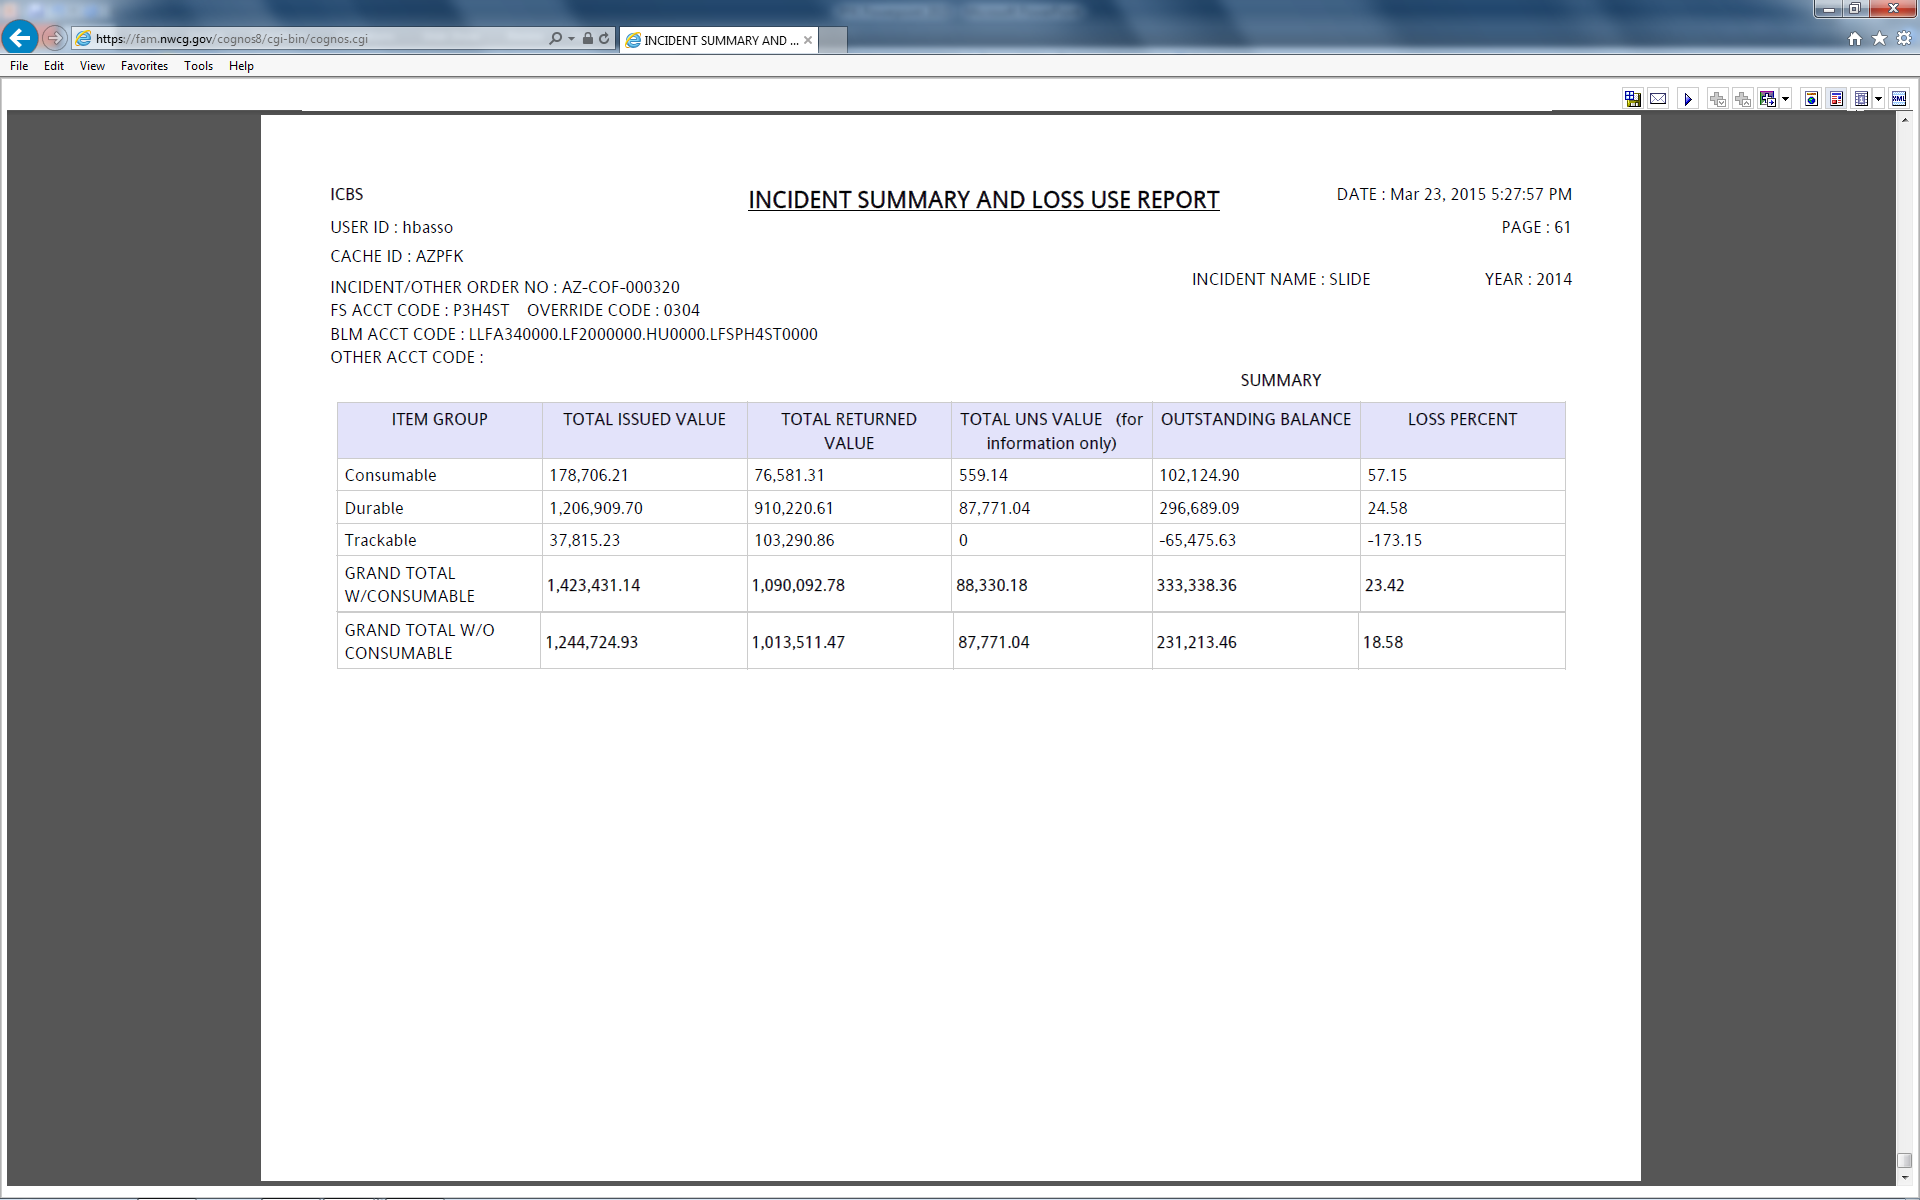 https://fam.nwcg.gov/cognos8/cgi-bin/cognos.cgi
INCIDENT SUMMARY AND ...
File Edit View Favorites Tools Help
XML
ICBS
INCIDENT SUMMARY AND LOSS USE REPORT
DATE : Mar 23, 2015 5:27:57 PM
USER ID : hbasso
PAGE : 61
CACHE ID : AZPFK
INCIDENT NAME : SLIDE YEAR : 2014
INCIDENT/OTHER ORDER NO : AZ-COF-000320
FS ACCT CODE : P3H4ST OVERRIDE CODE : 0304
BLM ACCT CODE : LLFA340000.LF2000000.HU0000.LFSPH4ST0000
OTHER ACCT CODE :
SUMMARY
ITEM GROUP TOTAL ISSUED VALUE TOTAL RETURNED VALUE TOTAL UNS VALUE (for information only) OUTSTANDING BALANCE LOSS PERCENT
Consumable 178,706.21 76,581.31 559.14 102,124.90 57.15
Durable 1,206,909.70 910,220.61 87,771.04 296,689.09 24.58
Trackable 37,815.23 103,290.86 0 -65,475.63 -173.15
GRAND TOTAL W/CONSUMABLE 1,423,431.14 1,090,092.78 88,330.18 333,338.36 23.42
GRAND TOTAL W/O CONSUMABLE 1,244,724.93 1,013,511.47 87,771.04 231,213.46 18.58